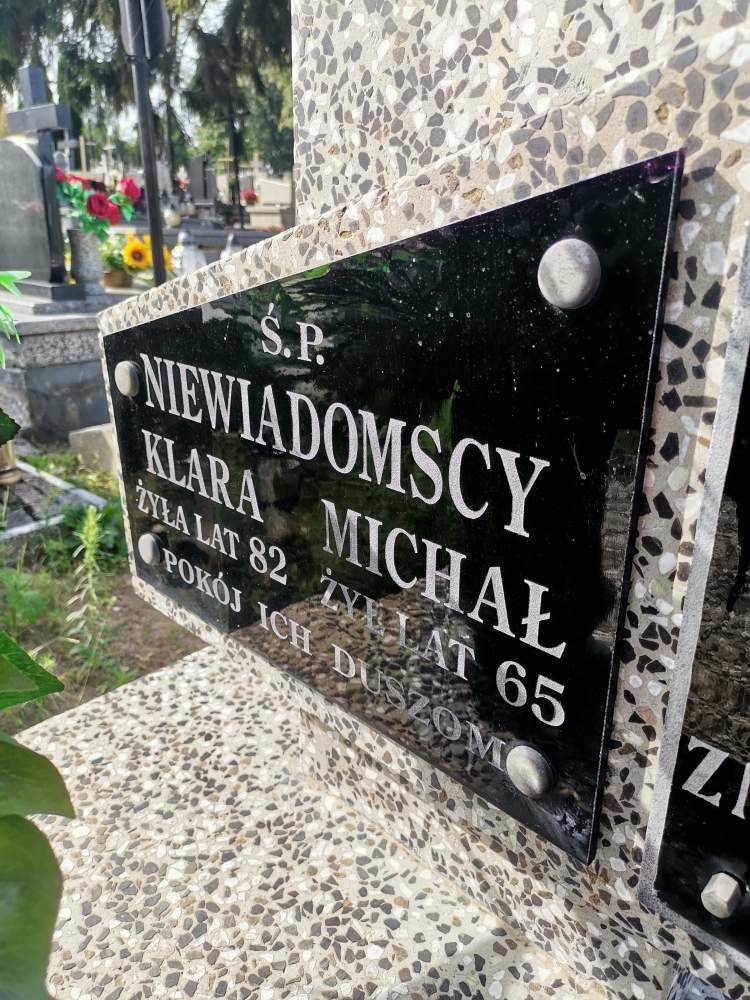 Ś.P.
NIEWIADOMSCY
KLARA MICHAŁ
ŻYŁA LAT 82 ŻYŁ LAT 65
POKÓJ ICH DUSZOM